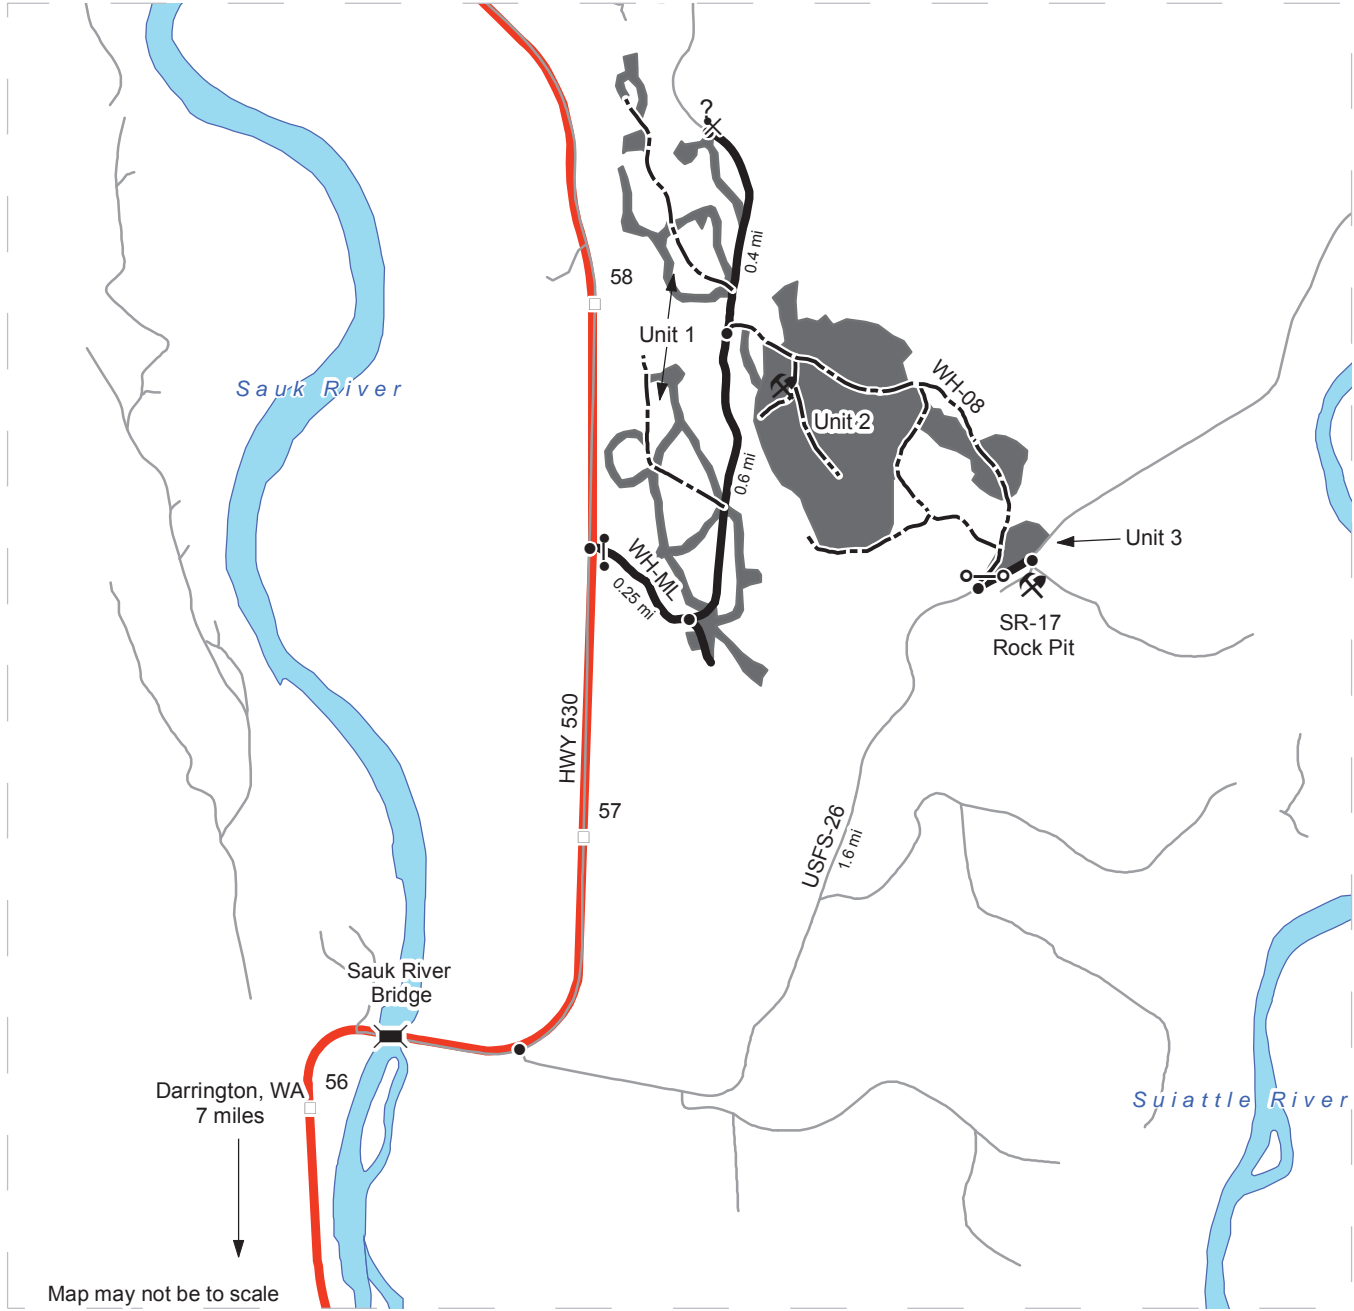 ?
0.4 mi
58
Unit 1
Sauk River
WH-08
Unit 2
0.6 mi
Unit 3
WH-ML
0.25 mi
SR-17
Rock Pit
HWY 530
57
USFS-26
1.6 mi
Sauk River
Bridge
56
Darrington, WA
7 miles
Suiattle River
Map may not be to scale